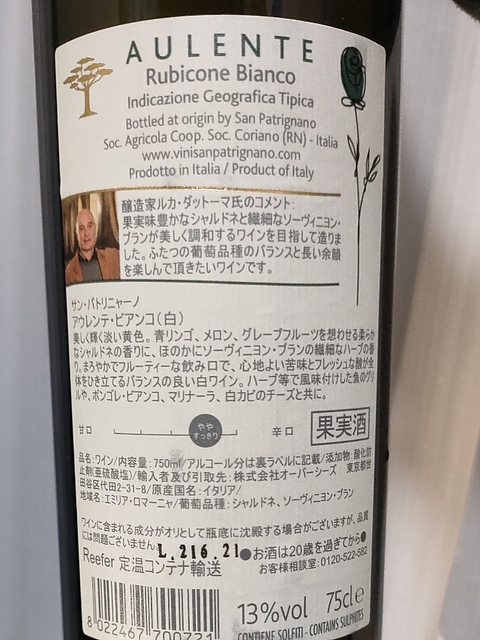 AULENTE
Rubicone Bianco
Indicazione Geografica Tipica
Bottled at origin by San Patrignano
Soc. Agricola Coop. Soc. Coriano (RN) - Italia
www.vinisanpatrignano.com
Prodotto in Italia / Product of Italy
醸造家ルカ・ダットーマ氏のコメント:
果実味豊かなシャルドネと繊細なソーヴィニヨン・
ブランが美しく調和するワインを目指して造りま
した。ふたつの葡萄品種のバランスと長い余韻
を楽しんで頂きたいワインです。
サン・パトリニャーノ
アウレンテ・ビアンコ(白)
美しく輝く淡い黄色。青リンゴ、メロン、グレープフルーツを想わせる柔らか
なシャルドネの香りに、ほのかにソーヴィニヨン・ブランの繊細なハーブの香
り。まろやかでフルーティーな飲み口で、心地よい苦味とフレッシュな酸が全
体をひき立てるバランスの良い白ワイン。ハーブ等で風味付けした魚のグリ
ルや、ボンゴレ・ビアンコ、マリナーラ、白カビのチーズと共に。
甘口 やや すっきり 辛口 果実酒
品名:ワイン/内容量:750ml/アルコール分は裏ラベルに記載/添加物:酸化防
止剤(亜硫酸塩)/輸入者及び引取先:株式会社オーバーシーズ 東京都世
田谷区代田2-31-8/原産国名:イタリア/
地域名:エミリア・ロマーニャ/葡萄品種:シャルドネ、ソーヴィニヨン・ブラン
ワインに含まれる成分がオリとして瓶底に沈殿する場合がございますが、品質
には問題ございません。
L.216.21 ●お酒は20歳を過ぎてから●
Reefer 定温コンテナ輸送 お客様相談室:0120-522-582
8 022467 700731
13%vol 75cl e
CONTIENE SOLFITI - CONTAINS SULPHITES